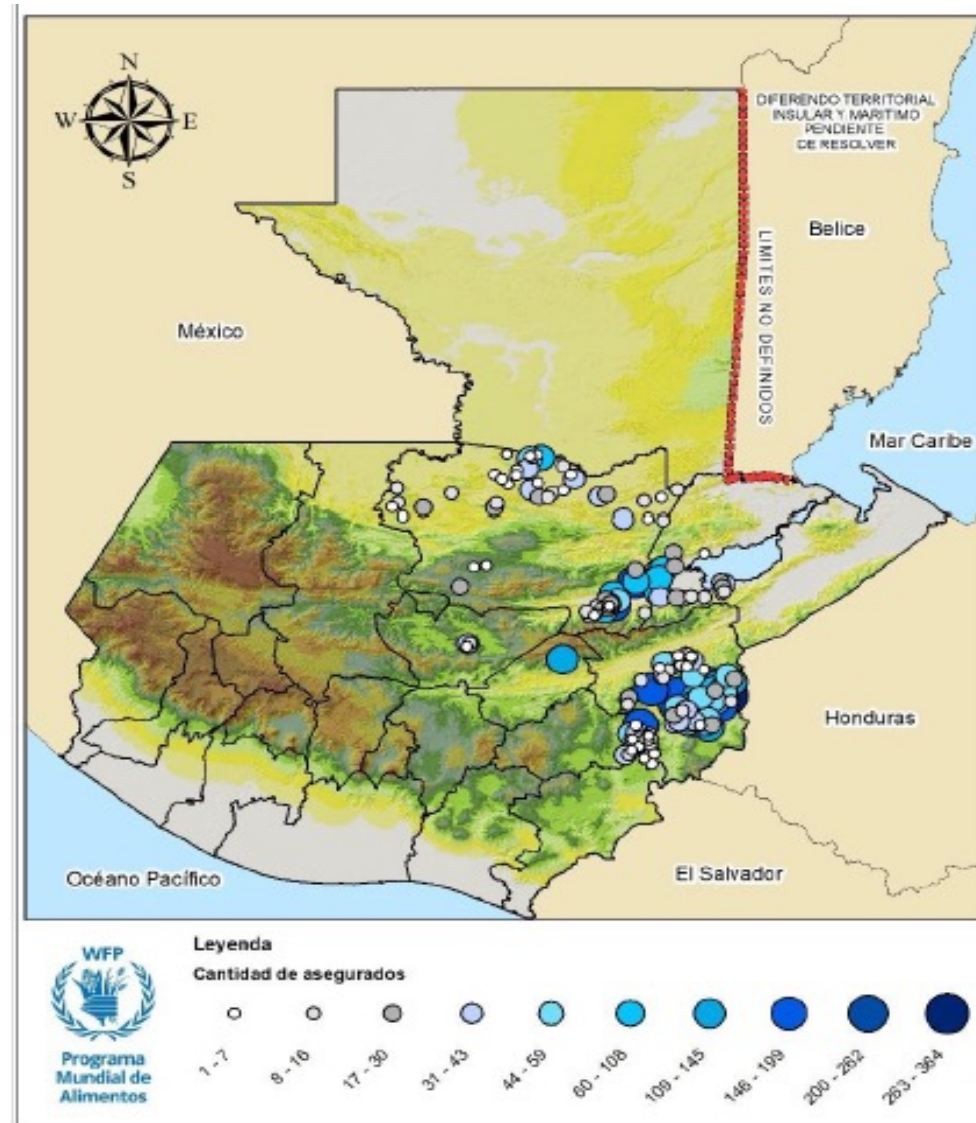 N
W E
S
DIFERENDO TERRITORIAL
INSULAR Y MARITIMO
PENDIENTE
DE RESOLVER
Belice
LIMITES NO DEFINIDOS
México
Mar Caribe
Honduras
El Salvador
Océano Pacífico
WFP
Programa
Mundial de
Alimentos
Leyenda
Cantidad de asegurados
1 - 7
8 - 16
17 - 30
31 - 43
44 - 59
60 - 108
109 - 145
146 - 199
200 - 262
263 - 364